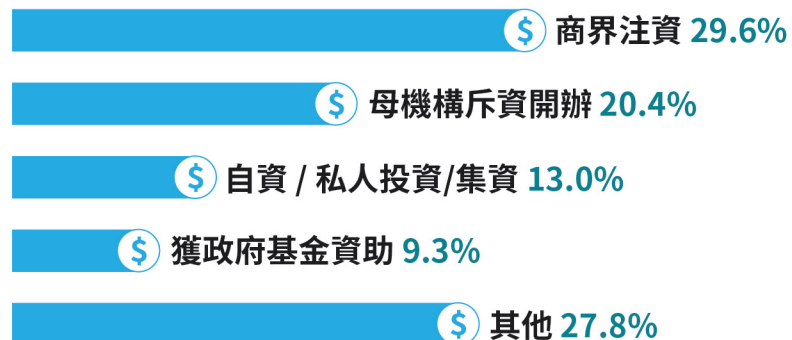 $ 商界注資 29.6%
$ 母機構斥資開辦 20.4%
$ 自資 / 私人投資/集資 13.0%
$ 獲政府基金資助 9.3%
$ 其他 27.8%